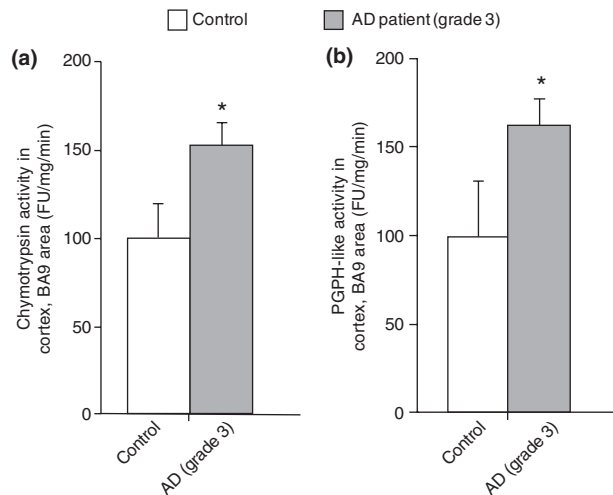 Control
AD patient (grade 3)
(a)
200
150
100
50
0
Chymotrypsin activity in
cortex, BA9 area (FU/mg/min)
*
Control
AD (grade 3)
(b)
200
150
100
50
0
PGPH-like activity in
cortex, BA9 area (FU/mg/min)
*
Control
AD (grade 3)